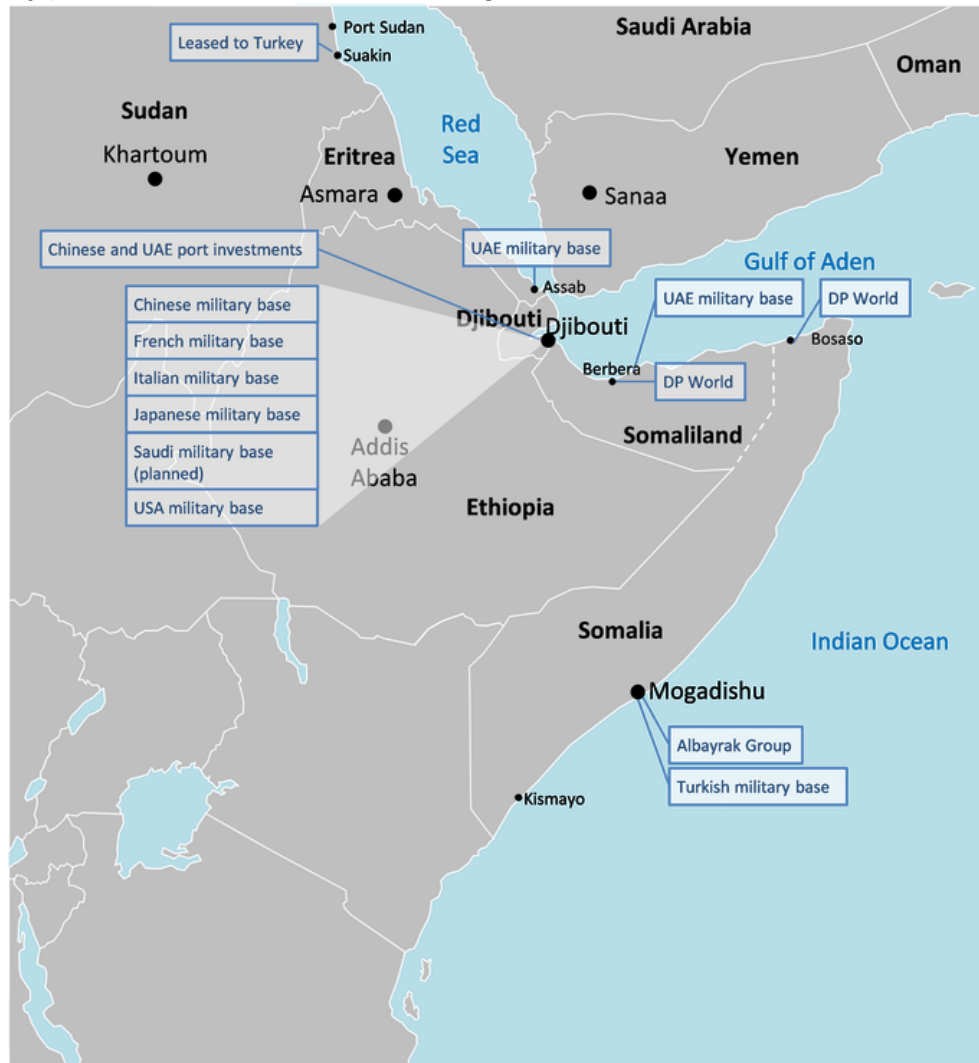 Port Sudan
Leased to Turkey
Suakin
Saudi Arabia
Oman
Sudan
Khartoum
Red
Sea
Eritrea
Asmara
Yemen
Sanaa
Chinese and UAE port investments
UAE military base
Assab
Gulf of Aden
UAE military base
DP World
Chinese military base
French military base
Italian military base
Japanese military base
Saudi military base
(planned)
USA military base
Djibouti
Djibouti
Bosaso
Berbera
DP World
Somaliland
Addis
Ababa
Ethiopia
Somalia
Indian Ocean
Mogadishu
Albayrak Group
Turkish military base
Kismayo